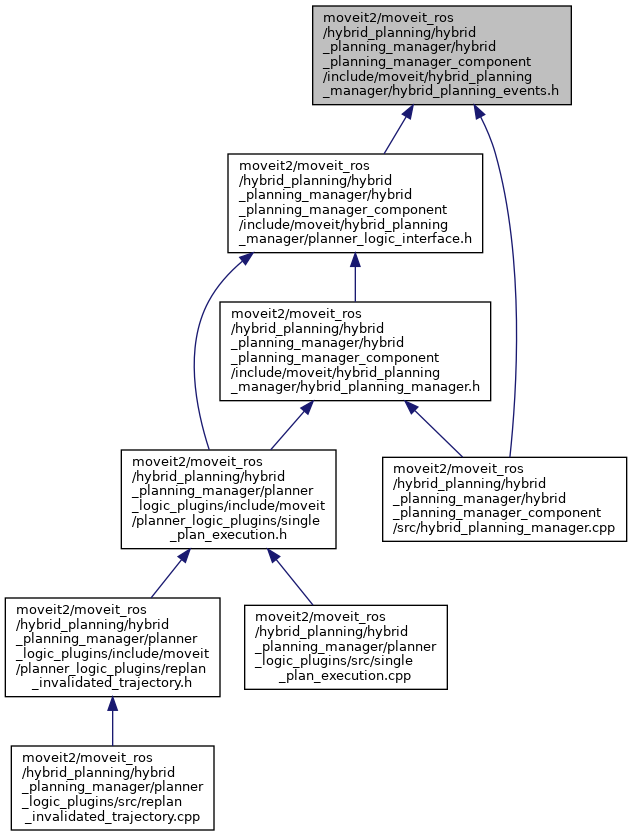 moveit2/moveit_ros
/hybrid_planning/hybrid
_planning_manager/hybrid
_planning_manager_component
/include/moveit/hybrid_planning
_manager/hybrid_planning_events.h
moveit2/moveit_ros
/hybrid_planning/hybrid
_planning_manager/hybrid
_planning_manager_component
/include/moveit/hybrid_planning
_manager/planner_logic_interface.h
moveit2/moveit_ros
/hybrid_planning/hybrid
_planning_manager/hybrid
_planning_manager_component
/include/moveit/hybrid_planning
_manager/hybrid_planning_manager.h
moveit2/moveit_ros
/hybrid_planning/hybrid
_planning_manager/planner
_logic_plugins/include/moveit
/planner_logic_plugins/single
_plan_execution.h
moveit2/moveit_ros
/hybrid_planning/hybrid
_planning_manager/hybrid
_planning_manager_component
/src/hybrid_planning_manager.cpp
moveit2/moveit_ros
/hybrid_planning/hybrid
_planning_manager/planner
_logic_plugins/include/moveit
/planner_logic_plugins/replan
_invalidated_trajectory.h
moveit2/moveit_ros
/hybrid_planning/hybrid
_planning_manager/planner
_logic_plugins/src/single
_plan_execution.cpp
moveit2/moveit_ros
/hybrid_planning/hybrid
_planning_manager/planner
_logic_plugins/src/replan
_invalidated_trajectory.cpp